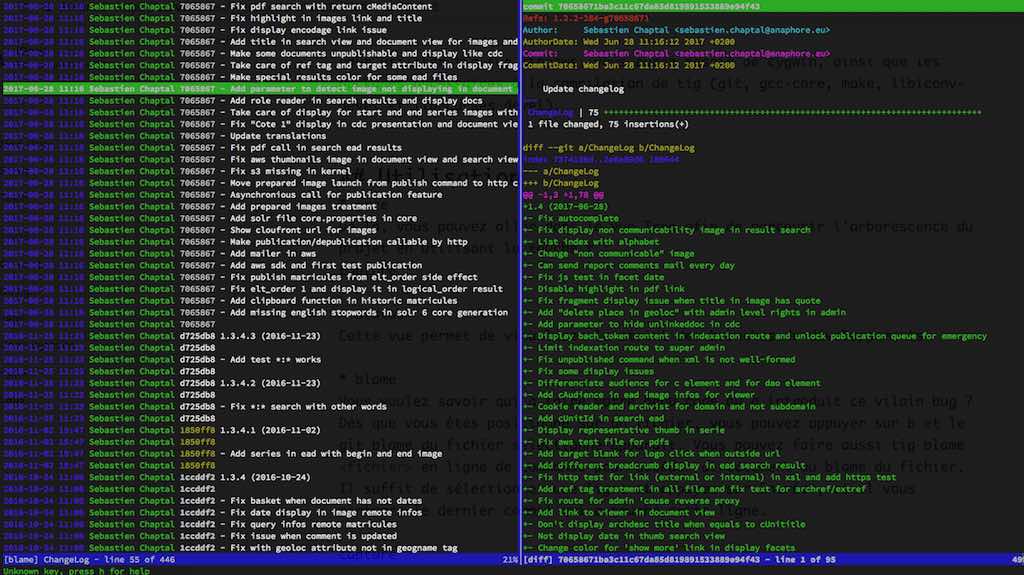 2017-06-28 11:16 Sebastien Chaptal 7065867 - Fix pdf search with return cMediaContent
2017-06-28 11:16 Sebastien Chaptal 7065867 - Fix highlight in images link and title
2017-06-28 11:16 Sebastien Chaptal 7065867 - Fix display encodage link issue
2017-06-28 11:16 Sebastien Chaptal 7065867 - Add title in search view and document view for images and
2017-06-28 11:16 Sebastien Chaptal 7065867 - Make some documents unpublishable and display like cdc
2017-06-28 11:16 Sebastien Chaptal 7065867 - Take care of ref tag and target attribute in display frag
2017-06-28 11:16 Sebastien Chaptal 7065867 - Make special results color for some ead files
2017-06-28 11:16 Sebastien Chaptal 7065867 - Add parameter to detect image not displaying in document
2017-06-28 11:16 Sebastien Chaptal 7065867 - Add role reader in search results and display docs
2017-06-28 11:16 Sebastien Chaptal 7065867 - Take care of display for start and end series images with
2017-06-28 11:16 Sebastien Chaptal 7065867 - Fix "Cote 1" display in cdc presentation and document vie
2017-06-28 11:16 Sebastien Chaptal 7065867 - Update translations
2017-06-28 11:16 Sebastien Chaptal 7065867 - Fix pdf call in search ead results
2017-06-28 11:16 Sebastien Chaptal 7065867 - Fix aws thumbnails image in document view and search view
2017-06-28 11:16 Sebastien Chaptal 7065867 - Fix s3 missing in kernel
2017-06-28 11:16 Sebastien Chaptal 7065867 - Move prepared image launch from publish command to http c
2017-06-28 11:16 Sebastien Chaptal 7065867 - Asynchronious call for publication feature
2017-06-28 11:16 Sebastien Chaptal 7065867 - Add prepared images treatment
2017-06-28 11:16 Sebastien Chaptal 7065867 - Add solr file core.properties in core
2017-06-28 11:16 Sebastien Chaptal 7065867 - Show cloufront url for images
2017-06-28 11:16 Sebastien Chaptal 7065867 - Make publication/depublication callable by http
2017-06-28 11:16 Sebastien Chaptal 7065867 - Add mailer in aws
2017-06-28 11:16 Sebastien Chaptal 7065867 - Add aws sdk and first test publication
2017-06-28 11:16 Sebastien Chaptal 7065867 - Fix publish matricules from elt_order side effect
2017-06-28 11:16 Sebastien Chaptal 7065867 - Fix elt_order 1 and display it in logical_order result
2017-06-28 11:16 Sebastien Chaptal 7065867 - Add clipboard function in historic matricules
2017-06-28 11:16 Sebastien Chaptal 7065867 - Add missing english stopwords in solr 6 core generation
2017-06-28 11:16 Sebastien Chaptal 7065867
2016-11-25 11:23 Sebastien Chaptal d725db8 1.3.4.3 (2016-11-23)
2016-11-25 11:23 Sebastien Chaptal d725db8
2016-11-25 11:23 Sebastien Chaptal d725db8 - Add test *:* works
2016-11-25 11:23 Sebastien Chaptal d725db8
2016-11-25 11:23 Sebastien Chaptal d725db8 1.3.4.2 (2016-11-23)
2016-11-25 11:23 Sebastien Chaptal d725db8
2016-11-25 11:23 Sebastien Chaptal d725db8 - Fix *:* search with other words
2016-11-25 11:23 Sebastien Chaptal d725db8
2016-11-02 15:47 Sebastien Chaptal 1850ff8 1.3.4.1 (2016-11-02)
2016-11-02 15:47 Sebastien Chaptal 1850ff8
2016-11-02 15:47 Sebastien Chaptal 1850ff8 - Add series in ead with begin and end image
2016-11-02 15:47 Sebastien Chaptal 1850ff8
2016-10-24 12:00 Sebastien Chaptal 1ccddf2 1.3.4 (2016-10-24)
2016-10-24 12:00 Sebastien Chaptal 1ccddf2
2016-10-24 12:00 Sebastien Chaptal 1ccddf2 - Fix basket when document has not dates
2016-10-24 12:00 Sebastien Chaptal 1ccddf2 - Fix date display in image remote infos
2016-10-24 12:00 Sebastien Chaptal 1ccddf2 - Fix query infos remote matricules
2016-10-24 12:00 Sebastien Chaptal 1ccddf2 - Fix issue when comment is updated
2016-10-24 12:00 Sebastien Chaptal 1ccddf2 - Fix with geoloc attribute not in geogname tag
[blame] ChangeLog - line 55 of 446 21%
Unknown key, press h for help
commit 70658671ba3c11c67da85d819891533889e94f43
Refs: 1.2.2-384-g70658671
Author: Sebastien Chaptal <sebastien.chaptal@anaphore.eu>
AuthorDate: Wed Jun 28 11:16:12 2017 +0200
Commit: Sebastien Chaptal <sebastien.chaptal@anaphore.eu>
CommitDate: Wed Jun 28 11:16:12 2017 +0200
Update changelog
ChangeLog | 75 +++++++++++++++++++++++++++++++++++++++++++++++++++++++++++++++++++++++++++
1 file changed, 75 insertions(+)
diff --git a/ChangeLog b/ChangeLog
--- a/ChangeLog
+++ b/ChangeLog
@@ -1,3 +1,78 @@
+1.4 (2017-06-28)
+- Fix autocomplete
+- Fix display non communicability image in result search
+- List index with alphabet
+- Change "non communicable" image
+- Can send report comments mail every day
+- Fix js test in facet date
+- Disable highlight in pdf link
+- Fix fragment display issue when title in image has quote
+- Add "delete place in geoloc" with admin level rights in admin
+- Add parameter to hide unlinkeddoc in cdc
+- Display bach_token content in indexation route and unlock publication queue for emergency
+- Limit indexation route to super admin
+- Fix unpublished command when xml is not well-formed
+- Fix some display issues
+- Differenciate audience for c element and for dao element
+- Add cAudience to ead image infos for viewer
+- Cookie reader and archvist for domain and not subdomain
+- Add cUnitId in search ead
+- Display representative thumb in serie
+- Fix aws test file for pdfs
+- Add target blank for logo click when outside url
+- Add different breadcrumb display in ead search result
+- Fix http test for link (external or internal) in xsl and add https test
+- Add ref tag treatment in all file and fix text for archref/extref
+- Fix route for admin 'cause reverse proxy
+- Add link to viewer in document view
+- Don't display archdesc title when equals to cUnititle
+- Not display date in thumb search view
+- Change color for 'show more' link in display facets
[diff] 70658671ba3c11c67da85d819891533889e94f43 - line 1 of 95